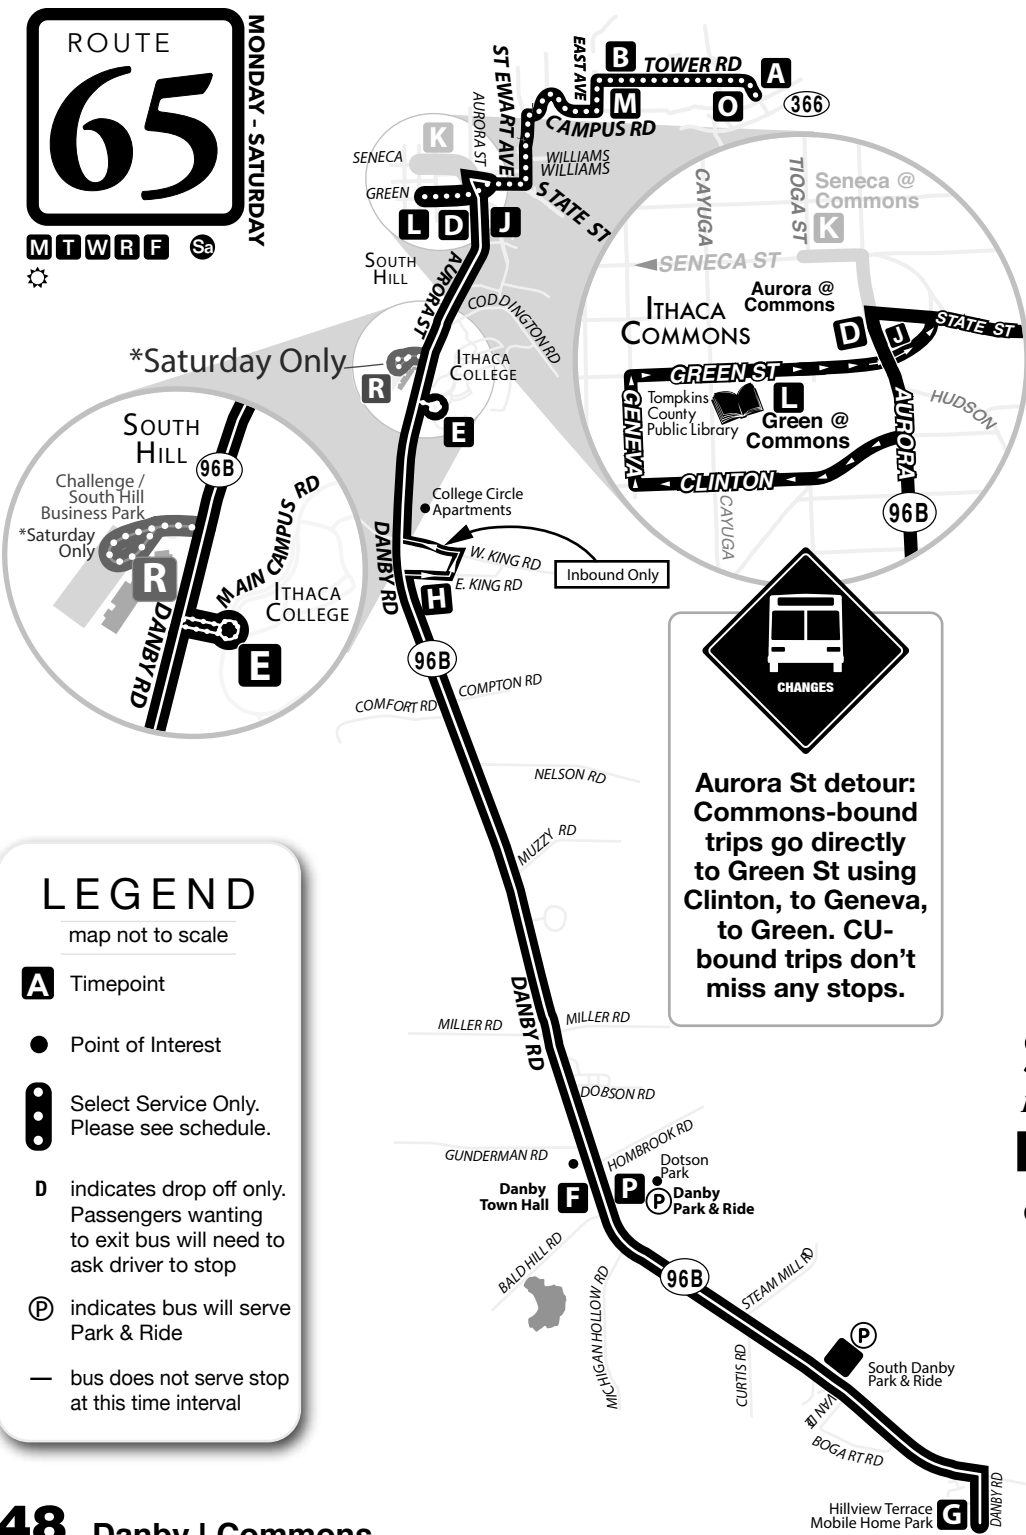 ROUTE
65
MONDAY – SATURDAY
M T W R F Sa
EAST AVE
ST EWART AVE
AURORA ST
B
TOWER RD
A
M
O
366
CAMPUS RD
K
SENECA
WILLIAMS
WILLIAMS
GREEN
STATE ST
L D J
SOUTH
HILL
AURORA ST
CODDINGTON RD
*Saturday Only
ITHACA
COLLEGE
R
E
CAYUGA
TIOGA ST
Seneca @
Commons
K
SENECA ST
Aurora @
Commons
ITHACA
COMMONS
D
J
STATE ST
GREEN ST
Tompkins
County
Public Library
L
Green @
Commons
GENEVA
AURORA
HUDSON
CLINTON
CAYUGA
96B
SOUTH
HILL
96B
Challenge /
South Hill
Business Park
*Saturday
Only
R
MAIN CAMPUS RD
ITHACA
COLLEGE
DANBY RD
E
College Circle
Apartments
DANBY RD
W. KING RD
E. KING RD
Inbound Only
H
96B
COMFORT RD
COMPTON RD
NELSON RD
MUZZY RD
CHANGES
Aurora St detour:
Commons-bound
trips go directly
to Green St using
Clinton, to Geneva,
to Green. CU-
bound trips don't
miss any stops.
LEGEND
map not to scale
A Timepoint
Point of Interest
Select Service Only.
Please see schedule.
D indicates drop off only.
Passengers wanting
to exit bus will need to
ask driver to stop
P indicates bus will serve
Park & Ride
— bus does not serve stop
at this time interval
DANBY RD
MILLER RD
MILLER RD
DOBSON RD
GUNDERMAN RD
HOMBROOK RD
Dotson
Park
Danby
Town Hall
F
P
P
Danby
Park & Ride
BALD HILL RD
MICHIGAN HOLLOW RD
96B
STEAM MILL RD
CURTIS RD
P
South Danby
Park & Ride
VAN DE
BOGART RD
DANBY RD
Hillview Terrace
Mobile Home Park
G
48 Danby | Commons